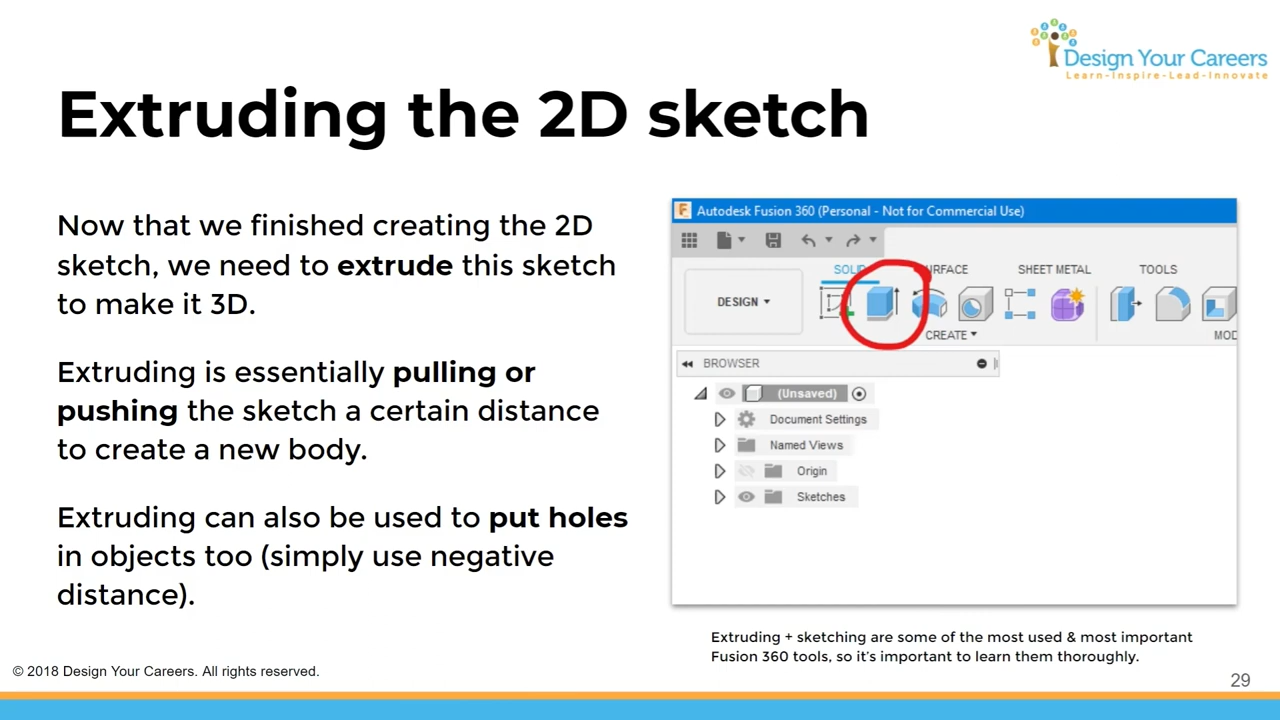 Design Your Careers
Learn-Inspire-Lead-Innovate
Extruding the 2D sketch
Now that we finished creating the 2D
sketch, we need to extrude this sketch
to make it 3D.
Extruding is essentially pulling or
pushing the sketch a certain distance
to create a new body.
Extruding can also be used to put holes
in objects too (simply use negative
distance).
F Autodesk Fusion 360 (Personal - Not for Commercial Use)
SOLID SURFACE SHEET METAL TOOLS
DESIGN
CREATE MOD
BROWSER
(Unsaved)
Document Settings
Named Views
Origin
Sketches
Extruding + sketching are some of the most used & most important
Fusion 360 tools, so it's important to learn them thoroughly.
© 2018 Design Your Careers. All rights reserved.
29